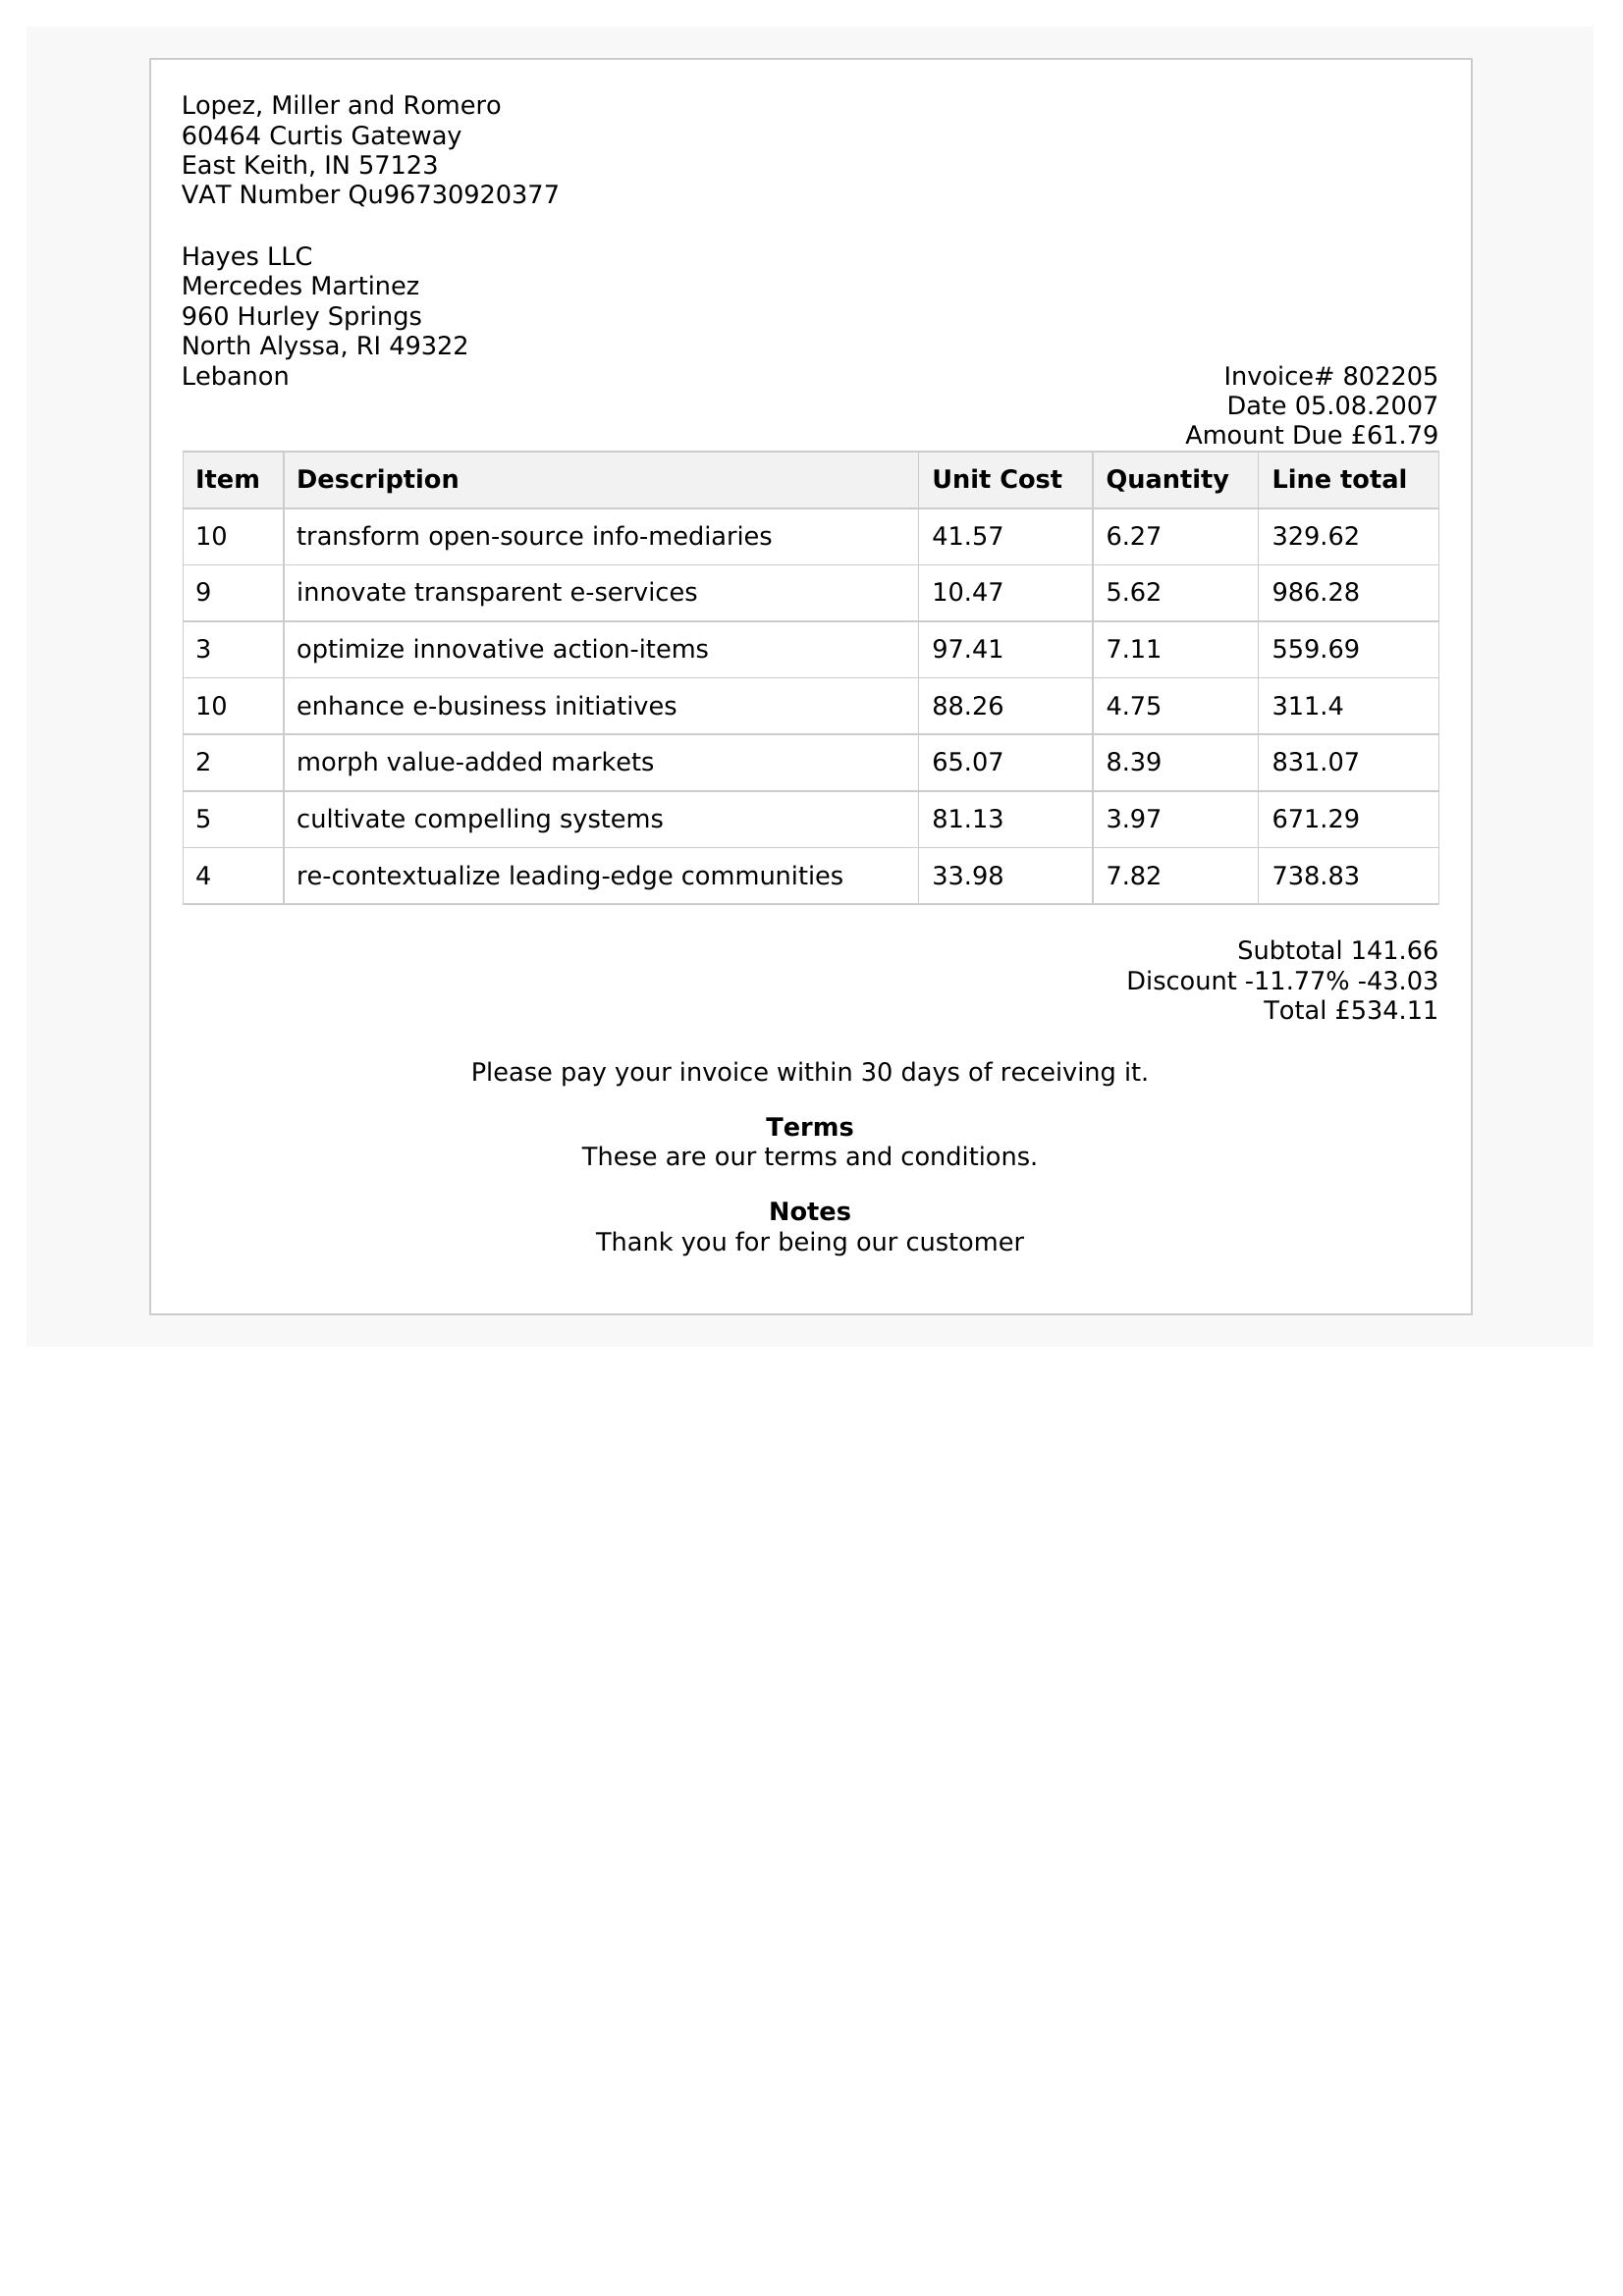 Lopez, Miller and Romero
60464 Curtis Gateway
East Keith, IN 57123
VAT Number Qu96730920377
Hayes LLC
Mercedes Martinez
960 Hurley Springs
North Alyssa, RI 49322
Lebanon
Invoice# 802205
Date 05.08.2007
Amount Due £61.79
Item Description Unit Cost Quantity Line total
10 transform open-source info-mediaries 41.57 6.27 329.62
9 innovate transparent e-services 10.47 5.62 986.28
3 optimize innovative action-items 97.41 7.11 559.69
10 enhance e-business initiatives 88.26 4.75 311.4
2 morph value-added markets 65.07 8.39 831.07
5 cultivate compelling systems 81.13 3.97 671.29
4 re-contextualize leading-edge communities 33.98 7.82 738.83
Subtotal 141.66
Discount -11.77% -43.03
Total £534.11
Please pay your invoice within 30 days of receiving it.
Terms
These are our terms and conditions.
Notes
Thank you for being our customer